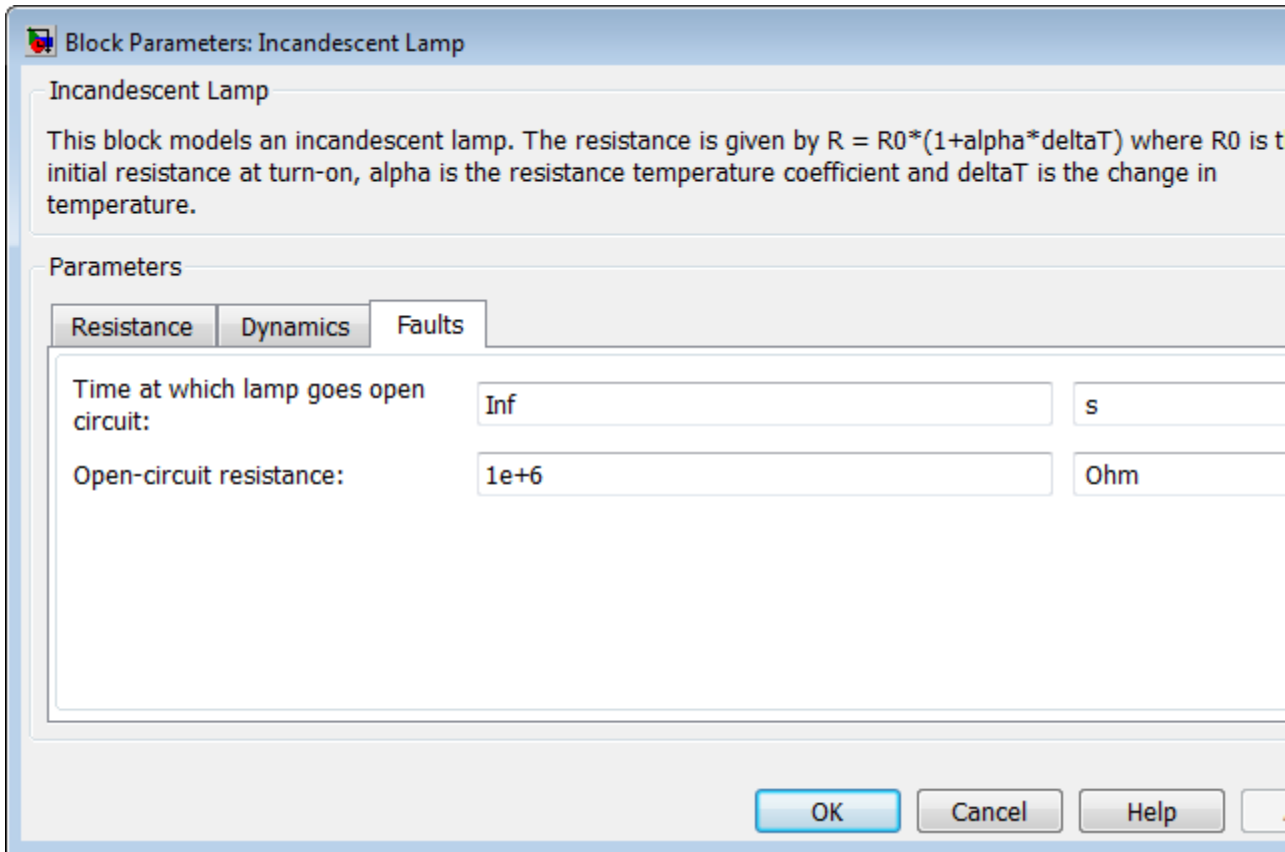 Block Parameters: Incandescent Lamp
Incandescent Lamp
This block models an incandescent lamp. The resistance is given by R = R0*(1+alpha*deltaT) where R0 is
initial resistance at turn-on, alpha is the resistance temperature coefficient and deltaT is the change in
temperature.
Parameters
Resistance Dynamics Faults
Time at which lamp goes open
circuit:
Inf s
Open-circuit resistance: 1e+6 Ohm
OK Cancel Help